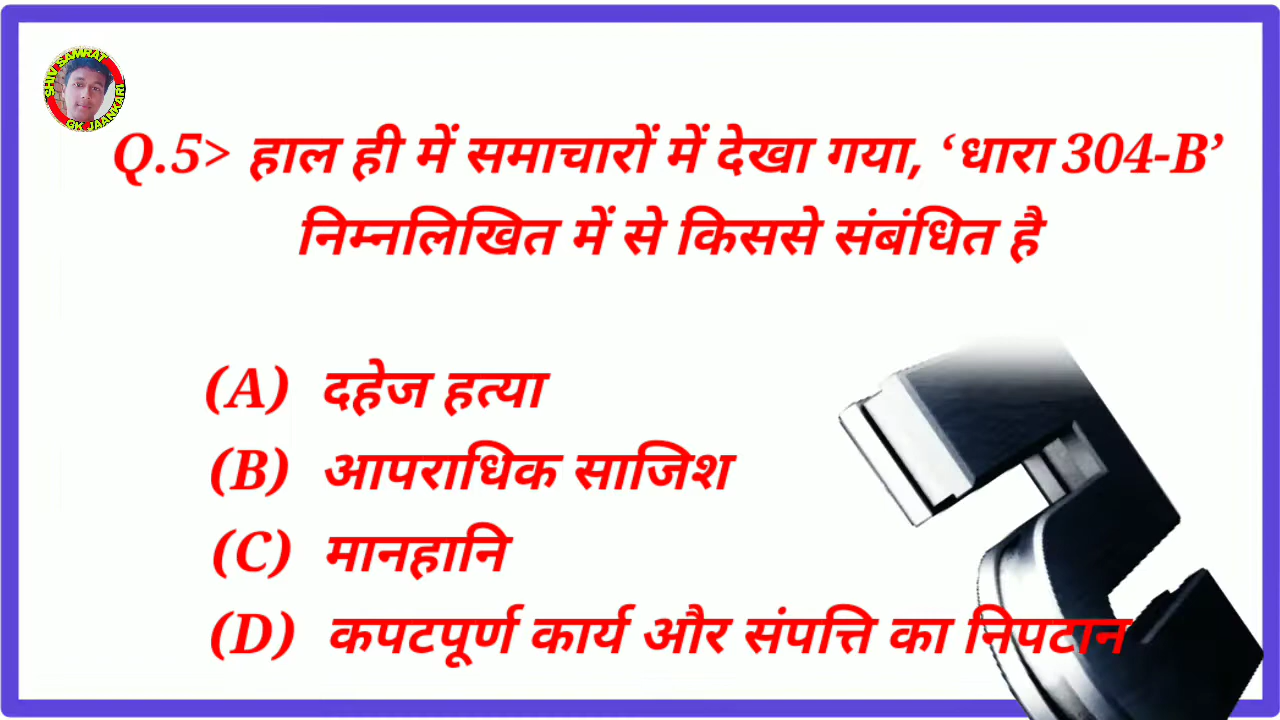 SHIV SAMRAT
GK JAANKARI
Q.5> हाल ही में समाचारों में देखा गया, ‘धारा 304-B’
निम्नलिखित में से किससे संबंधित है
(A) दहेज हत्या
(B) आपराधिक साजिश
(C) मानहानि
(D) कपटपूर्ण कार्य और संपत्ति का निपटान